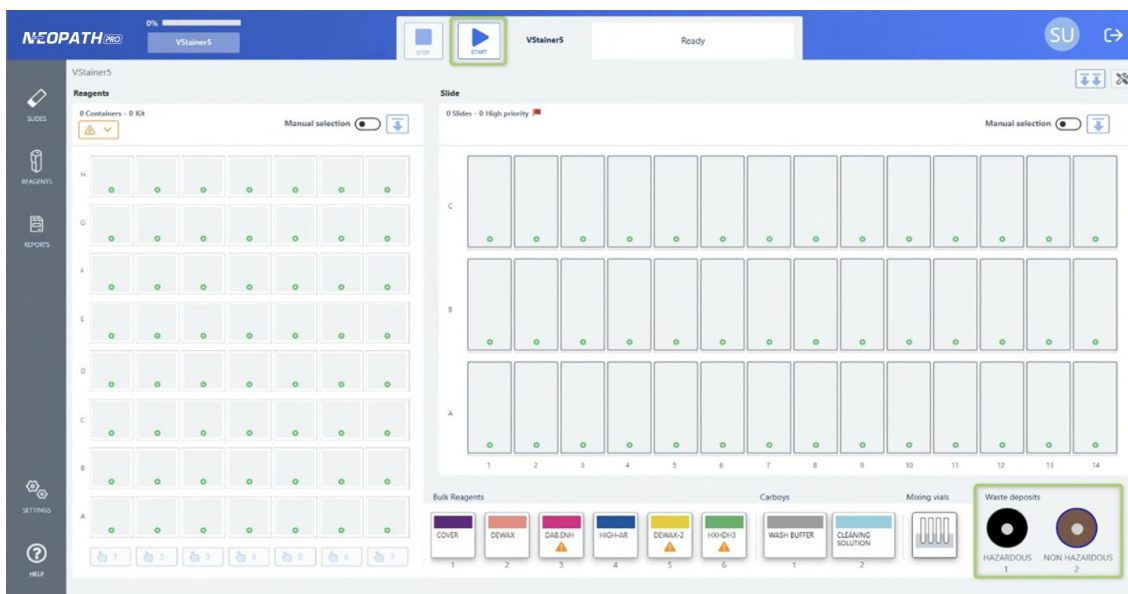 NEOPATH PRO
0%
VStainer5
STOP
START
VStainer5
Ready
SU
VStainer5
SLIDES
REAGENTS
REPORTS
SETTINGS
HELP
Reagents
0 Containers - 0 Kit
Manual selection
H
G
F
E
D
C
B
A
1 2 3 4 5 6 7
Slide
0 Slides - 0 High priority
Manual selection
C
B
A
1 2 3 4 5 6 7 8 9 10 11 12 13 14
Bulk Reagents
COVER
1
DEWAX
2
DAB.ENH
3
HIGH-AR
4
DEWAX-2
5
HXHDH3
6
Carboys
WASH BUFFER
1
CLEANING
SOLUTION
2
Mixing vials
Waste deposits
HAZARDOUS
1
NON HAZARDOUS
2